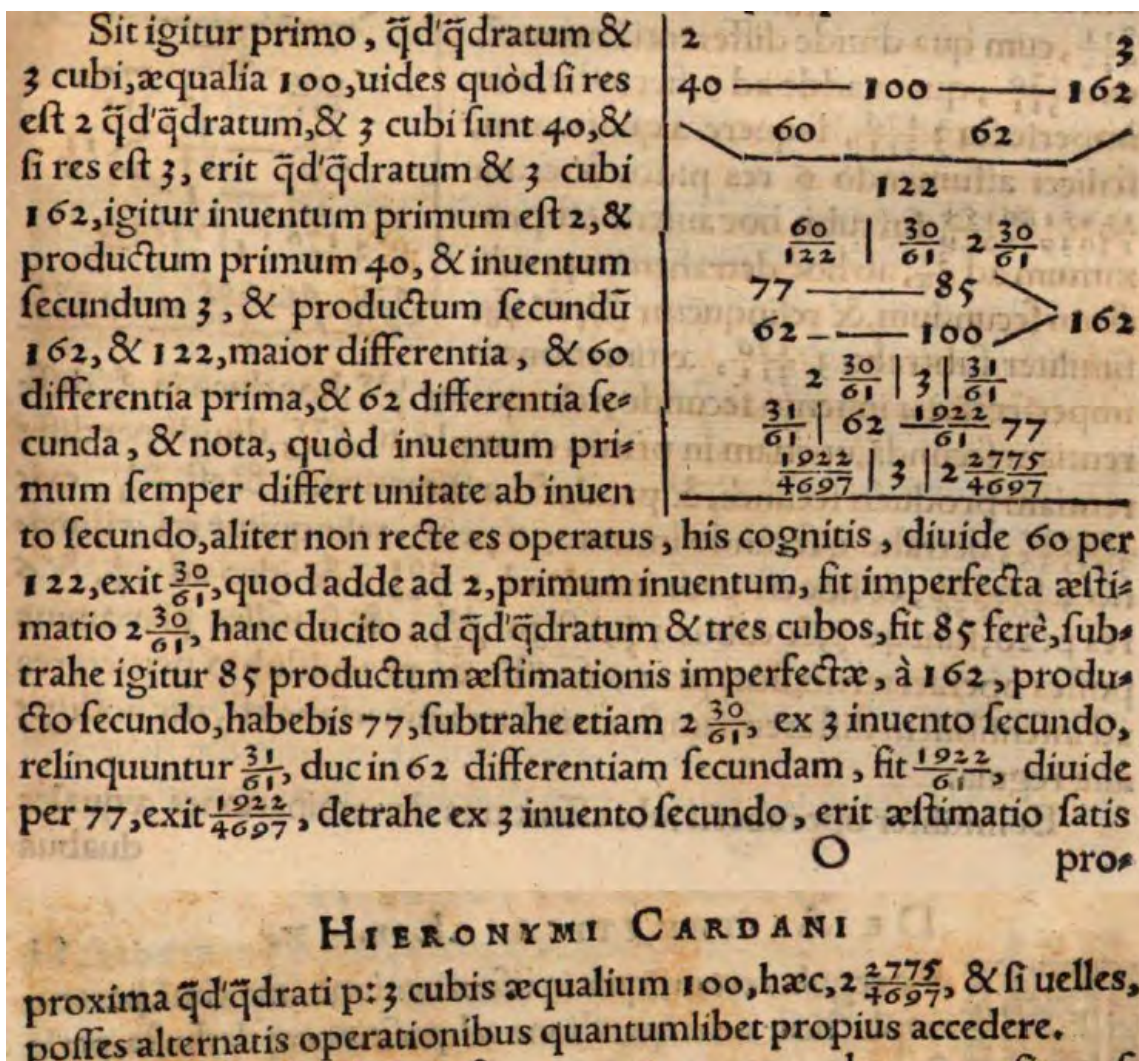 Sit igitur primo, q̃d'q̃dratum &
3 cubi, æqualia 100, uides quòd si res
est 2 q̃d'q̃dratum, & 3 cubi sunt 40, &
si res est 3, erit q̃d'q̃dratum & 3 cubi
162, igitur inuentum primum est 2, &
productum primum 40, & inuentum
secundum 3, & productum secundũ
162, & 122, maior differentia, & 60
differentia prima, & 62 differentia se⸗
cunda, & nota, quòd inuentum pri⸗
mum semper differt unitate ab inuen
2 3
40 — 100 — 162
60 62
122
60/122 | 30/61 2 30/61
77 — 85
162
62 — 100
2 30/61 | 3 | 31/61
31/61 | 62 1922/61 77
1922/4697 | 3 | 2 2775/4697
to secundo, aliter non recte es operatus, his cognitis, diuide 60 per
122, exit 30/61, quod adde ad 2, primum inuentum, fit imperfecta æsti⸗
matio 2 30/61, hanc ducito ad q̃d'q̃dratum & tres cubos, fit 85 ferè, sub⸗
trahe igitur 85 productum æstimationis imperfectæ, à 162, produ⸗
cto secundo, habebis 77, subtrahe etiam 2 30/61, ex 3 inuento secundo,
relinquuntur 31/61, duc in 62 differentiam secundam, fit 1922/61, diuide
per 77, exit 1922/4697, detrahe ex 3 inuento secundo, erit æstimatio satis
O pro⸗
HIERONYMI CARDANI
proxima q̃d'q̃drati p: 3 cubis æqualium 100, hæc, 2 2775/4697, & si uelles,
posses alternatis operationibus quantumlibet propius accedere.